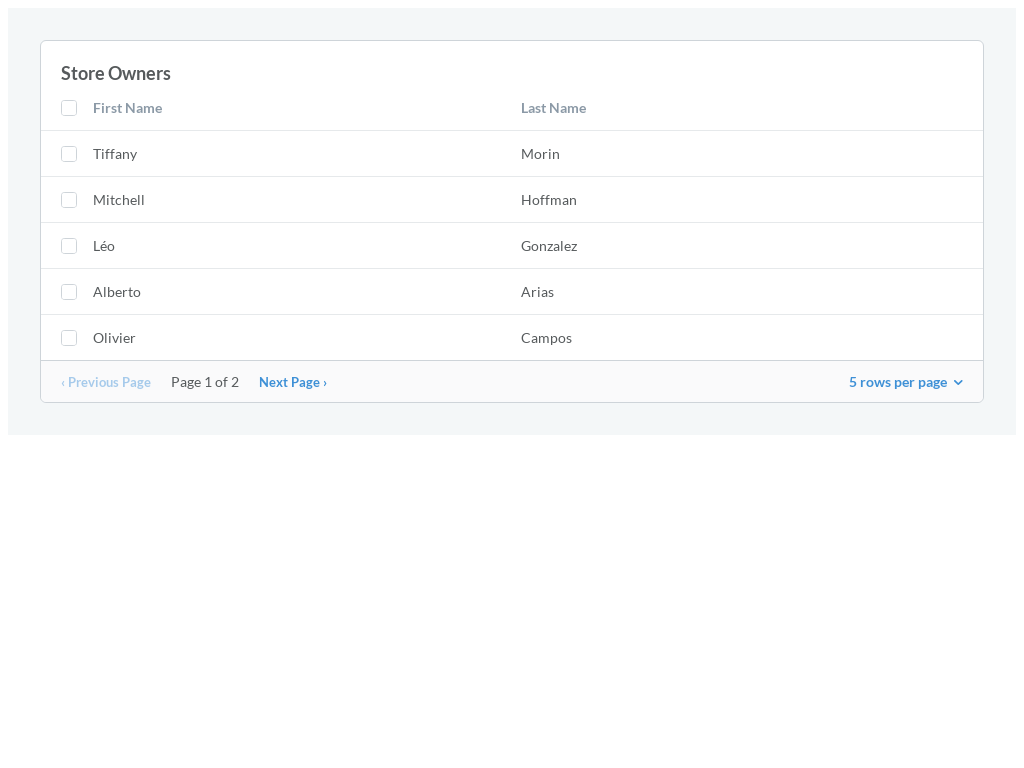 Store Owners
First Name Last Name
Tiffany Morin
Mitchell Hoffman
Léo Gonzalez
Alberto Arias
Olivier Campos
‹ Previous Page Page 1 of 2 Next Page › 5 rows per page